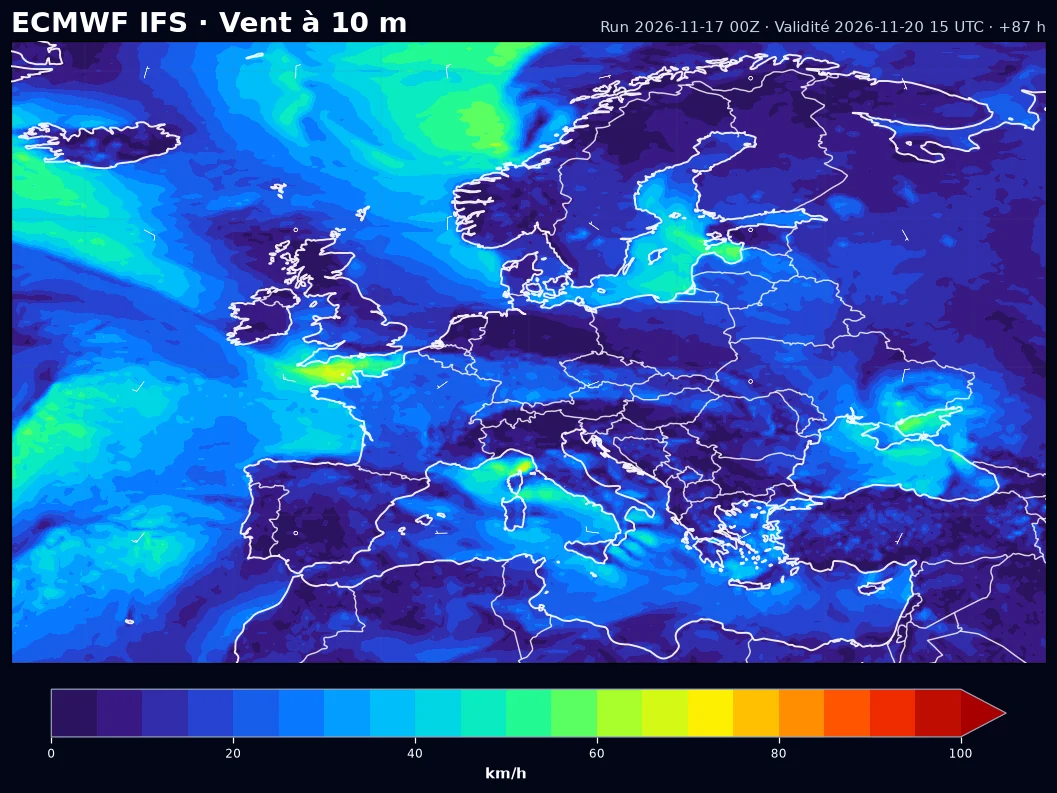 ECMWF IFS · Vent à 10 m
Run 2026-11-17 00Z · Validité 2026-11-20 15 UTC · +87 h
0 20 40 60 80 100
km/h